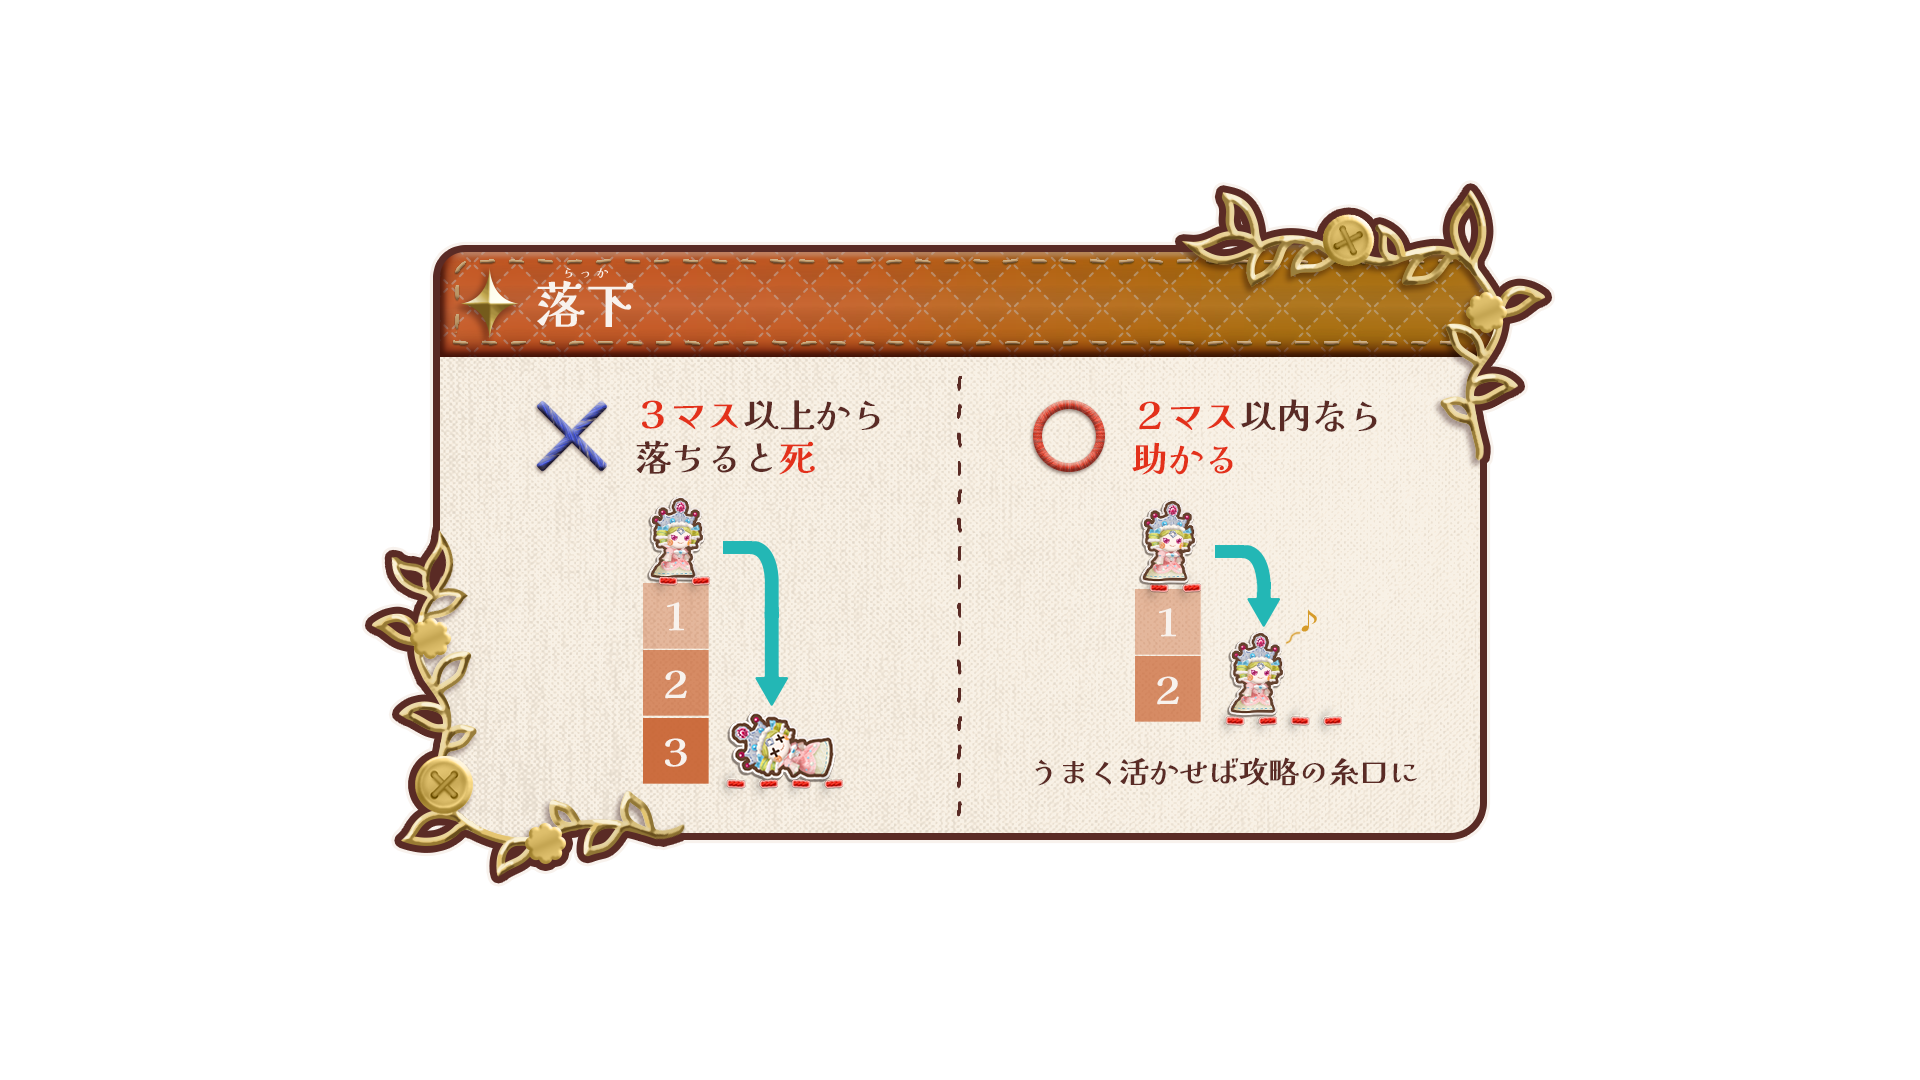 らっか
落下
3マス以上から
落ちると死
1
2
3
2マス以内なら
助かる
1
2
うまく活かせば攻略の糸口に